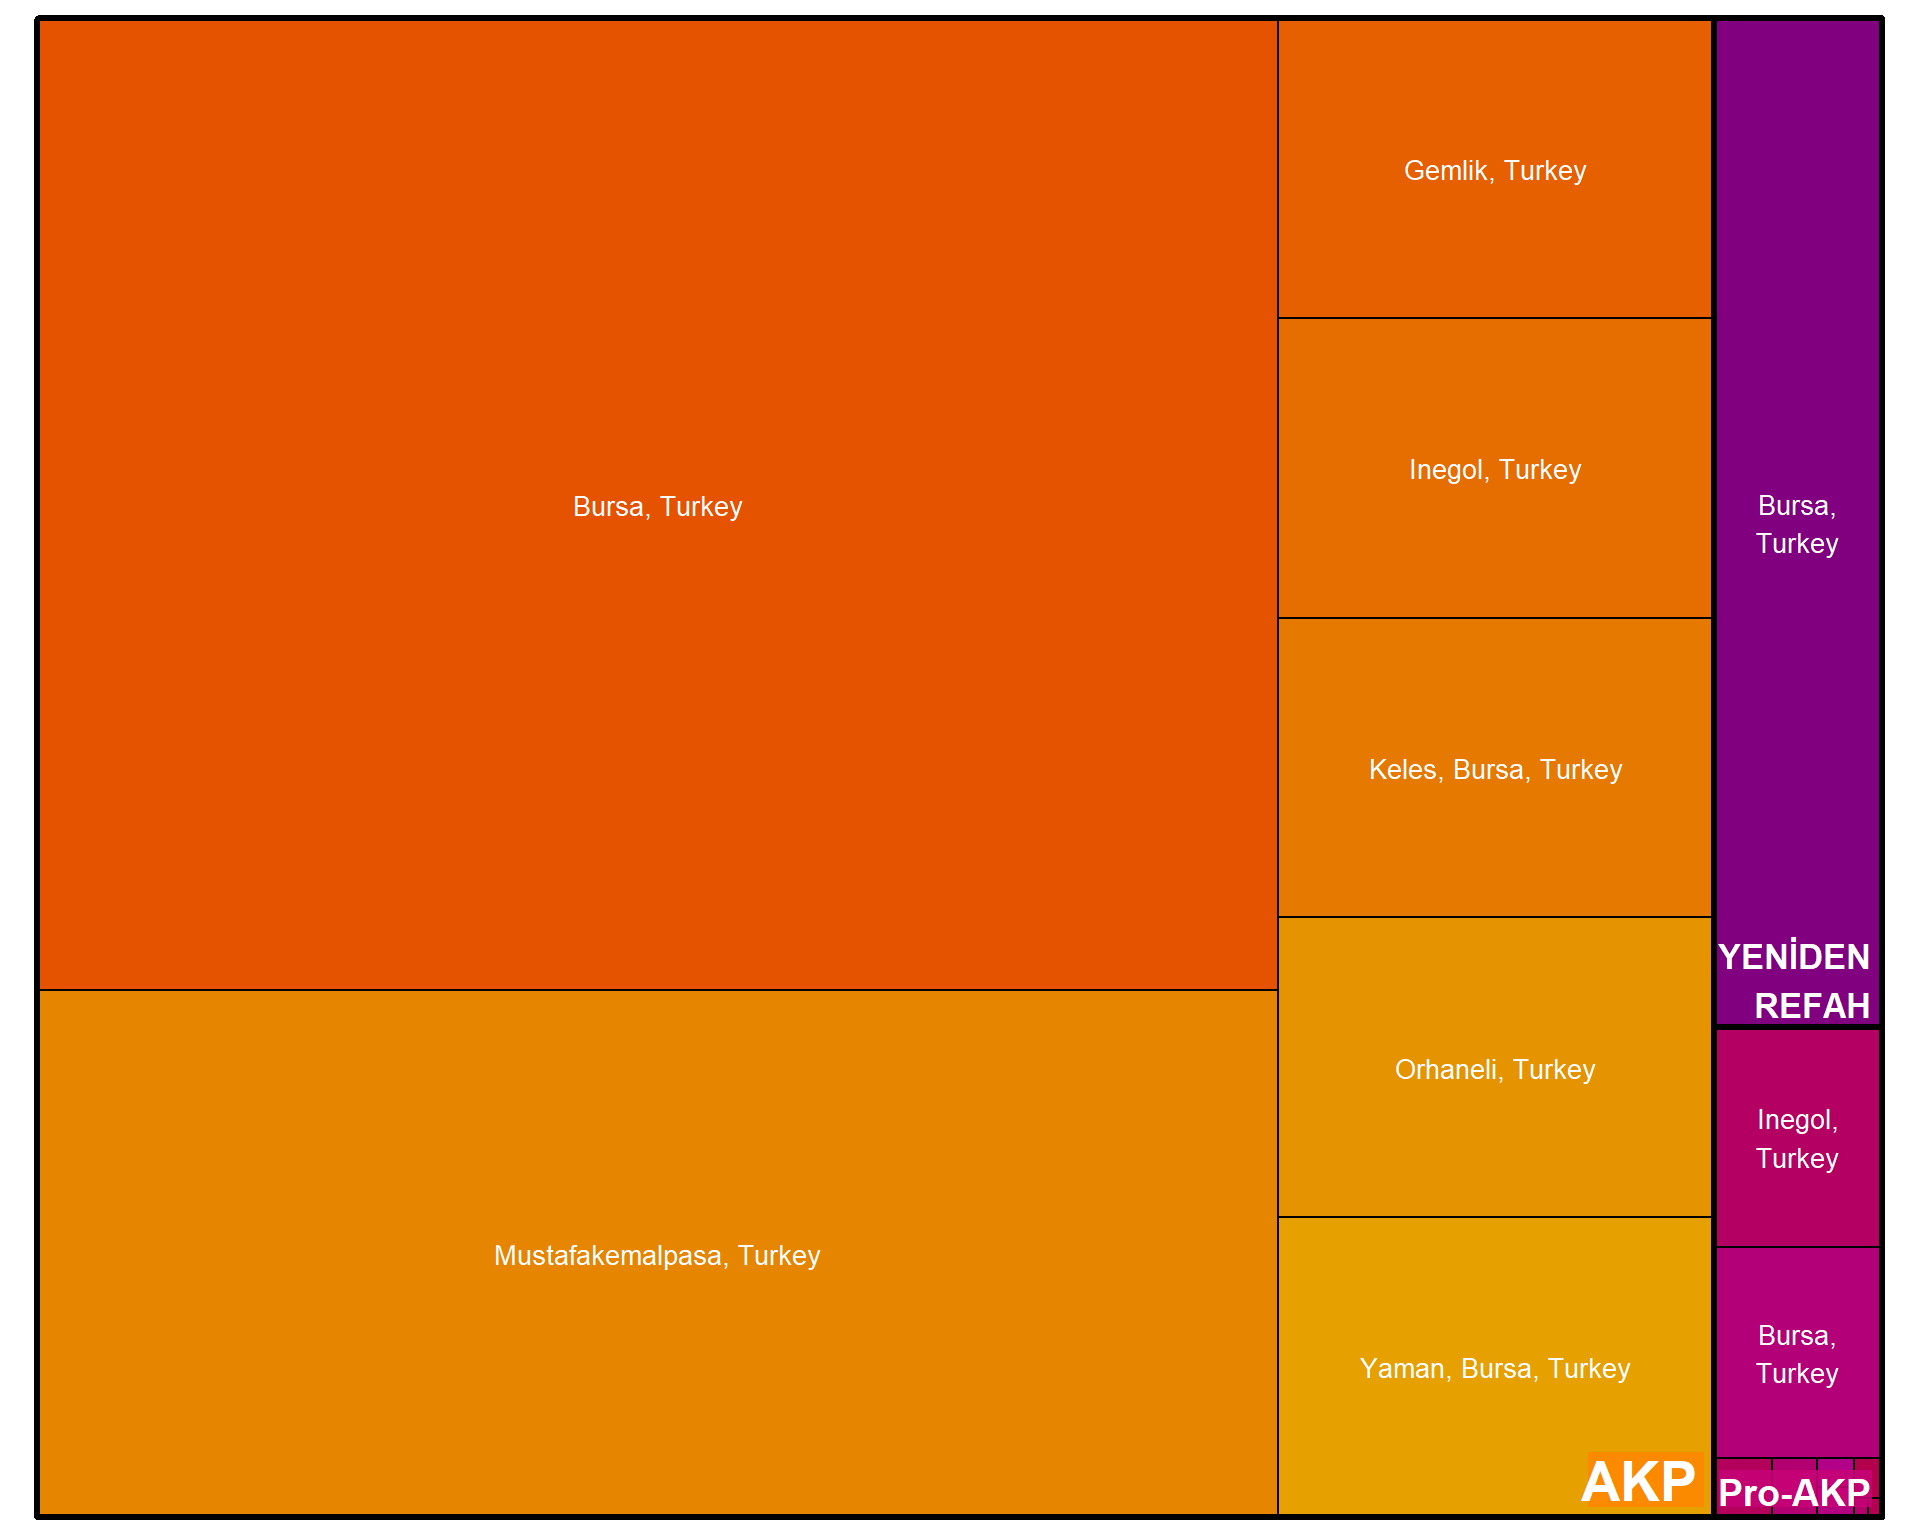 Bursa, Turkey
Mustafakemalpasa, Turkey
Gemlik, Turkey
Inegol, Turkey
Keles, Bursa, Turkey
Orhaneli, Turkey
Yaman, Bursa, Turkey
AKP
Bursa,
Turkey
YENİDEN
REFAH
Inegol,
Turkey
Bursa,
Turkey
Pro-AKP